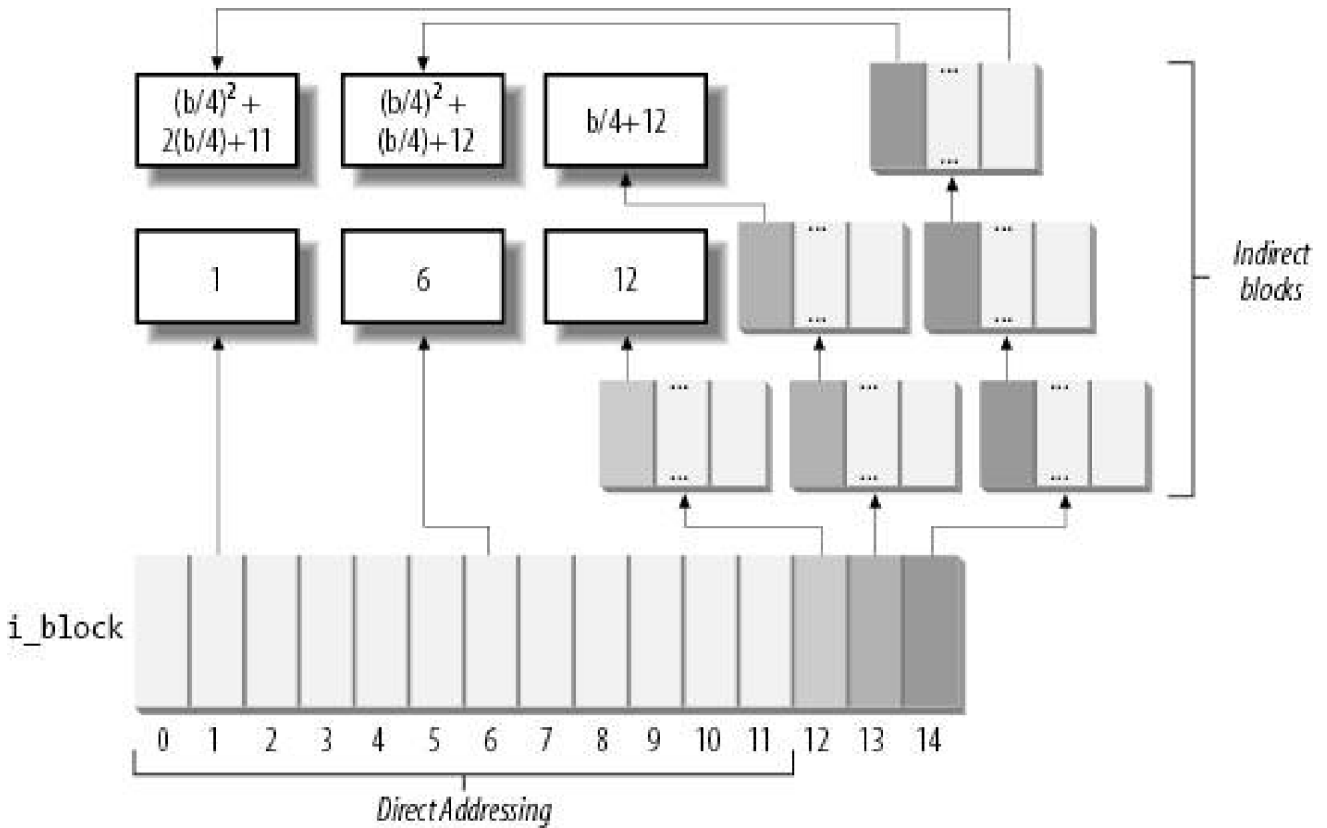 ...
(b/4)² +
2(b/4)+11
(b/4)² +
(b/4)+12
b/4+12
...
...
...
1
6
12
Indirect
blocks
...
...
...
...
...
...
...
...
i_block
0 1 2 3 4 5 6 7 8 9 10 11 12 13 14
Direct Addressing